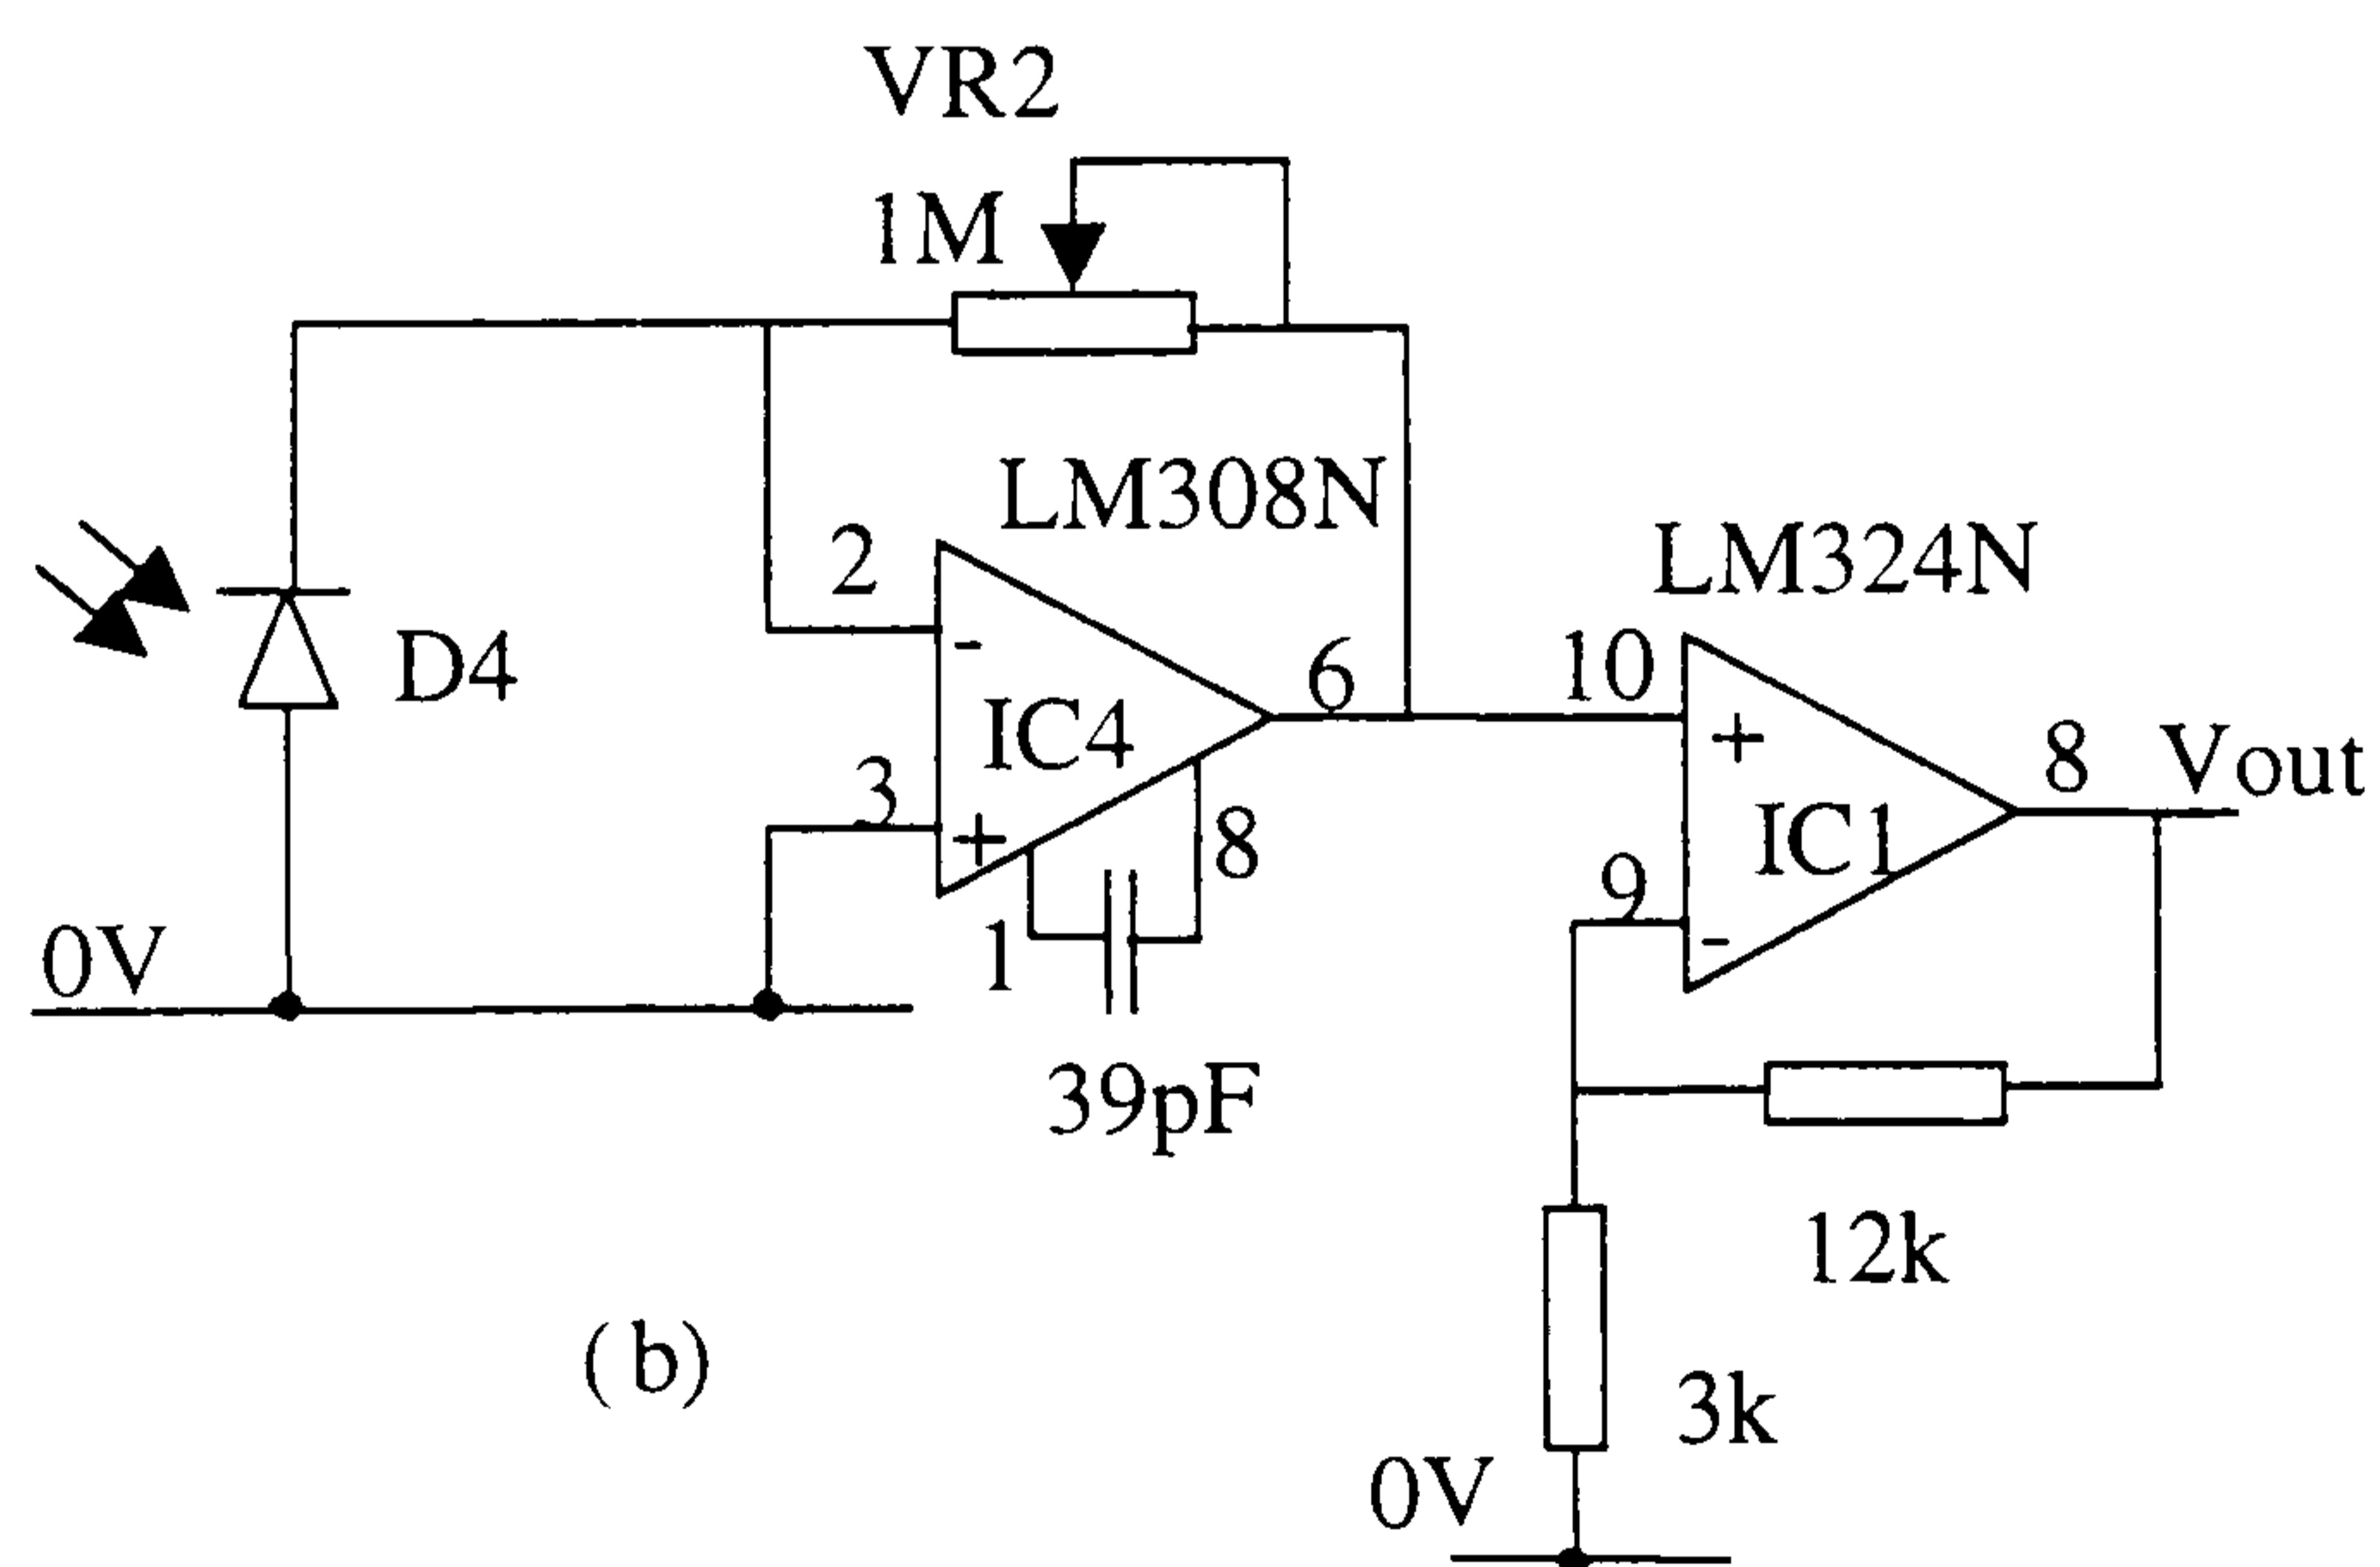 VR2
1M
LM308N
LM324N
2
-
D4
IC4
6
10
+
8 Vout
3
+
8
IC1
9
-
0V
1
39pF
12k
(b)
3k
0V